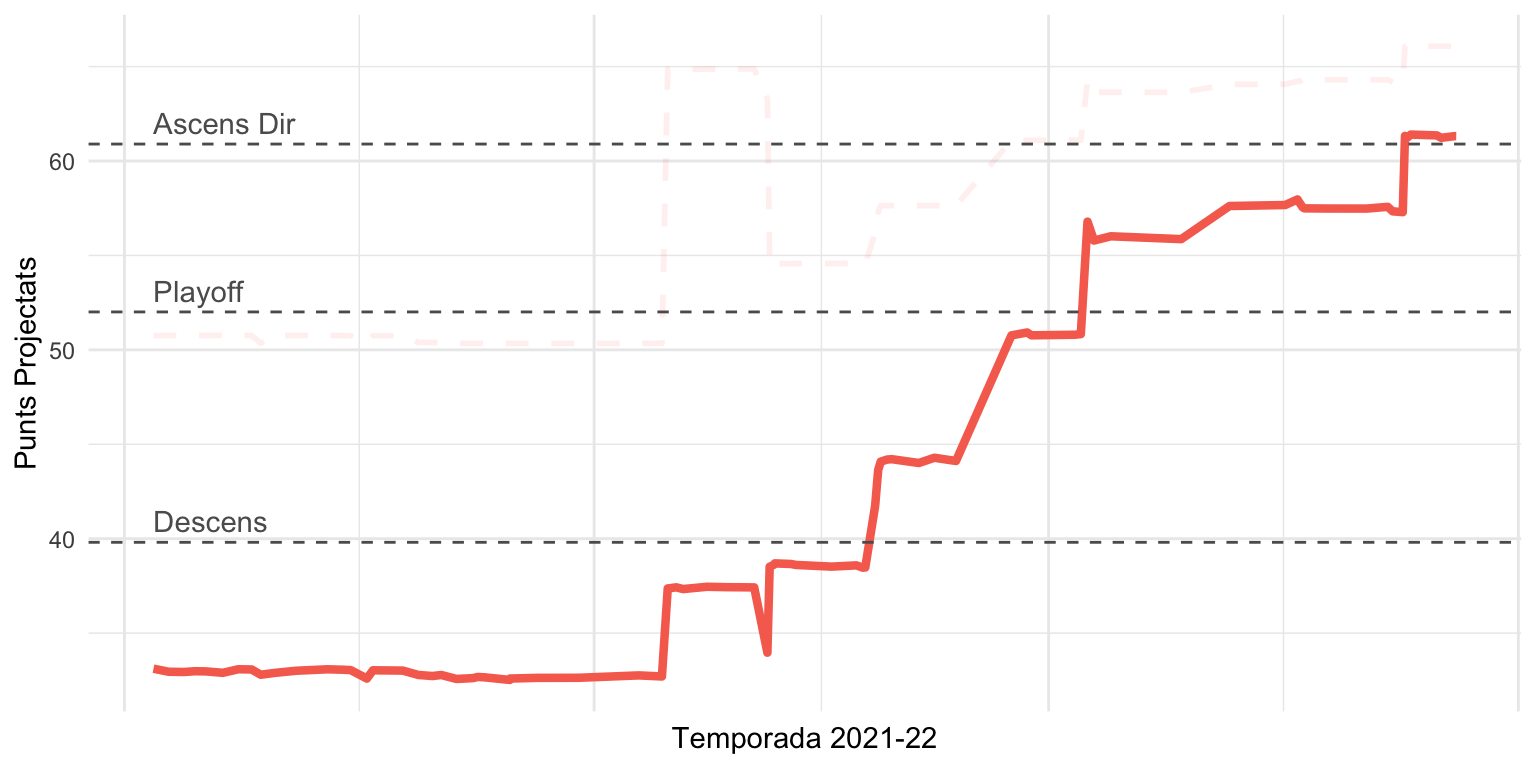 Ascens Dir
60
Playoff
50
Descens
40
Punts Projectats
Temporada 2021-22